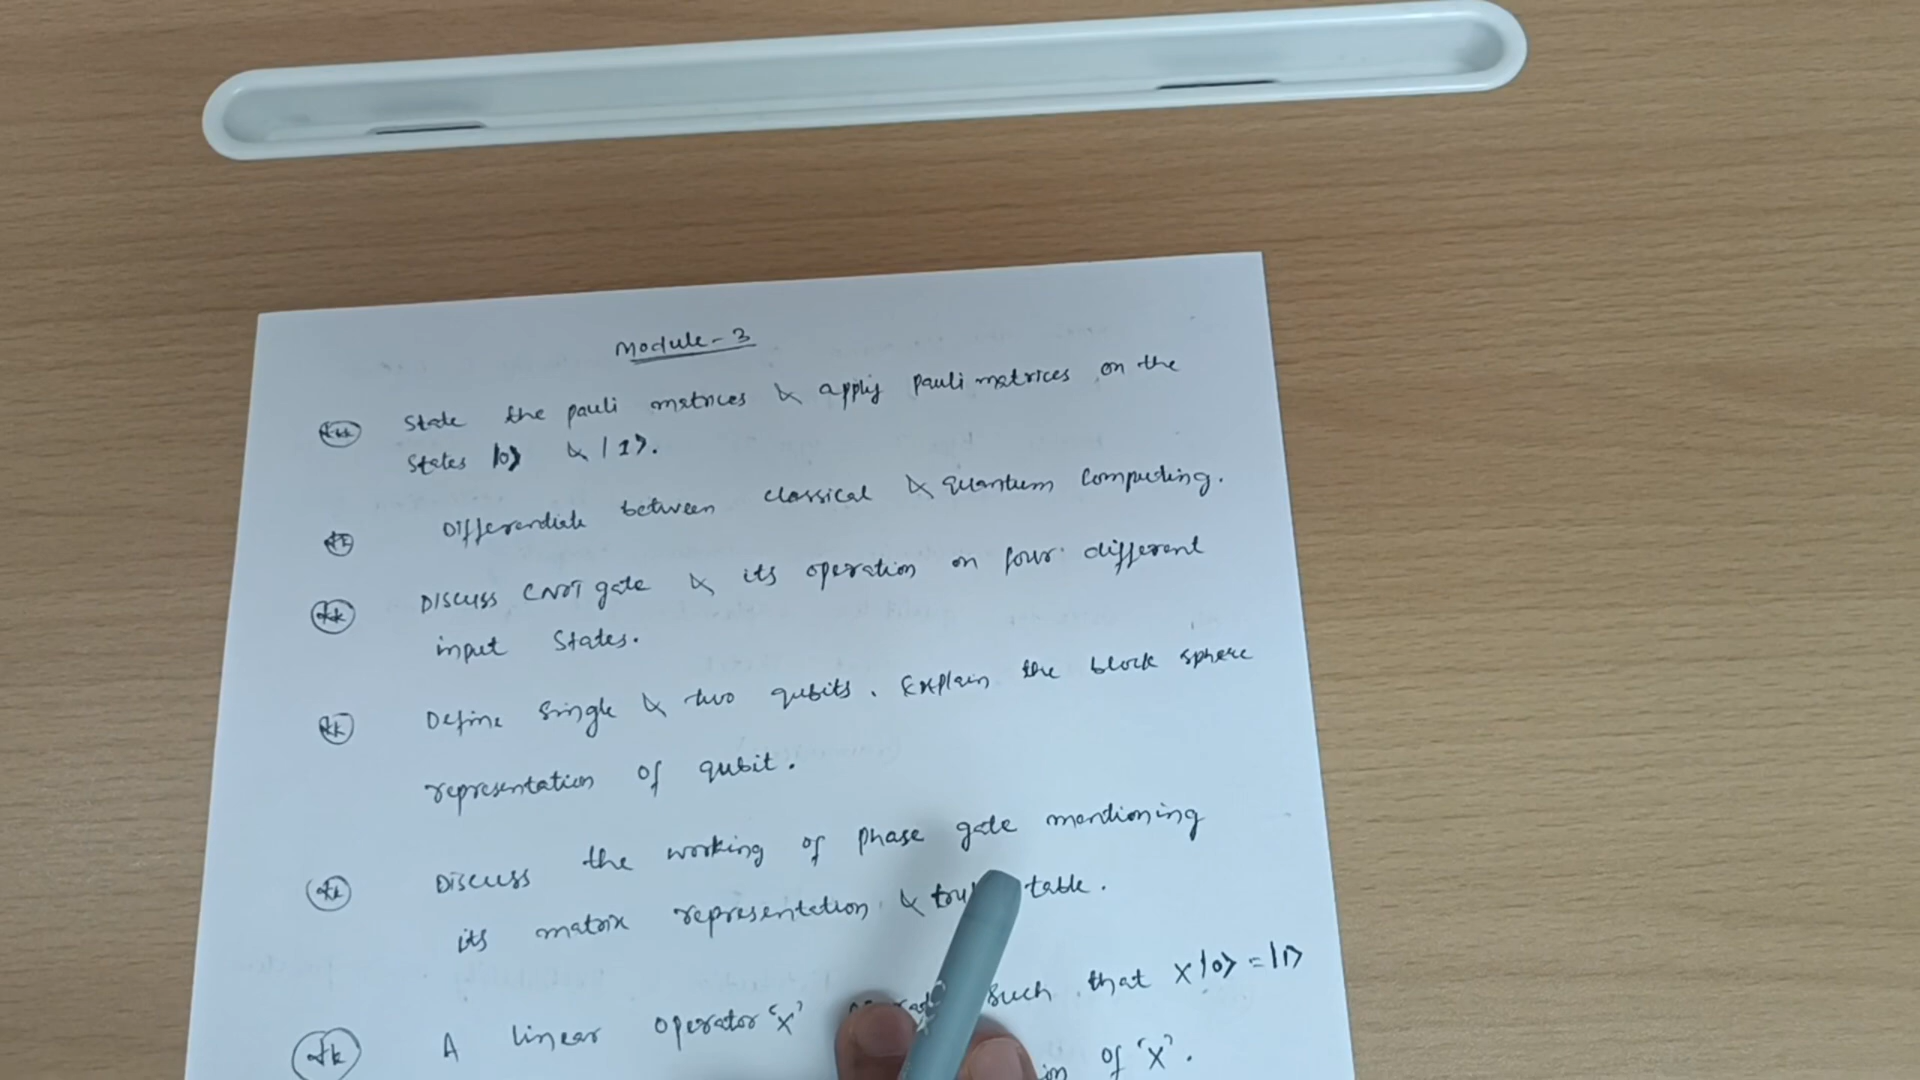 Module-3
State the pauli matrices & apply pauli matrices on the
States |0> & |1>.
Differentiate between classical & quantum Computing.
Discuss CNOT gate & its operation on four different
input States.
Define single & two qubits. Explain the block sphere
representation of qubit.
Discuss the working of phase gate mentioning
its matrix representation & table.
A linear operator 'X' such that X|0> = |1>
of 'X'.